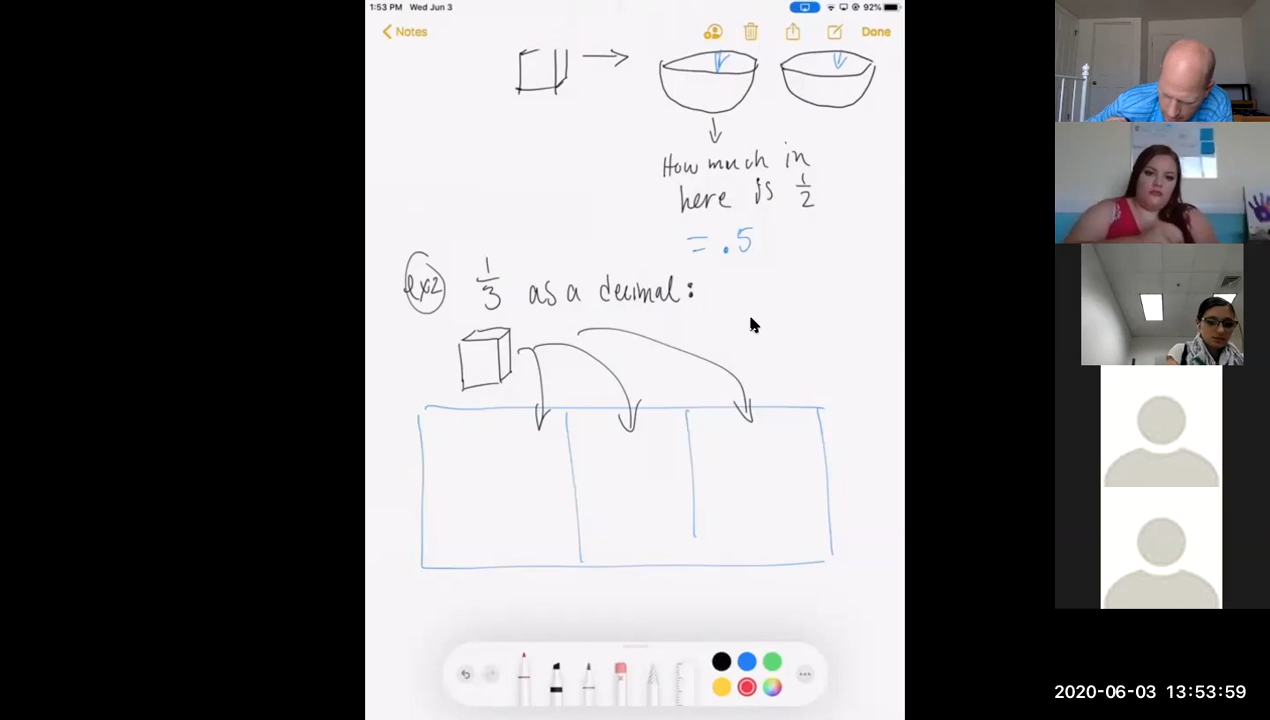 1:53 PM Wed Jun 3
92%
Notes
Done
How much in
here is 1/2
= .5
ex2 1/3 as a decimal:
2020-06-03 13:53:59